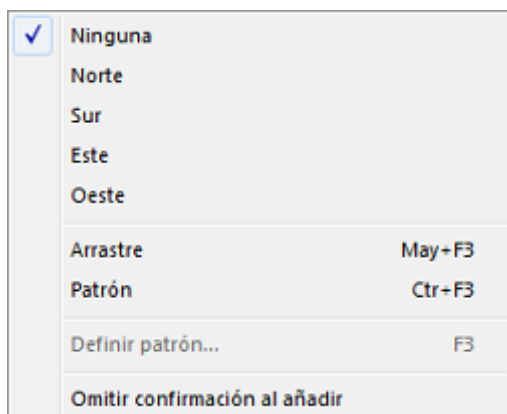 Ninguna
Norte
Sur
Este
Oeste
Arrastre May+F3
Patrón Ctr+F3
Definir patrón... F3
Omitir confirmación al añadir